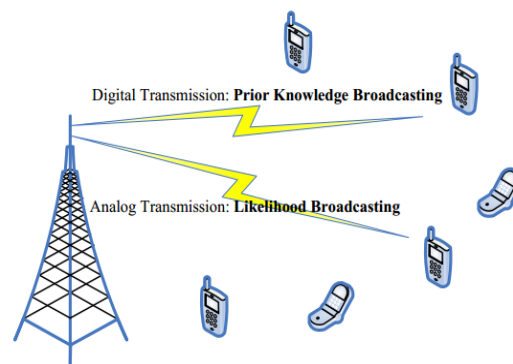 Digital Transmission: Prior Knowledge Broadcasting
Analog Transmission: Likelihood Broadcasting